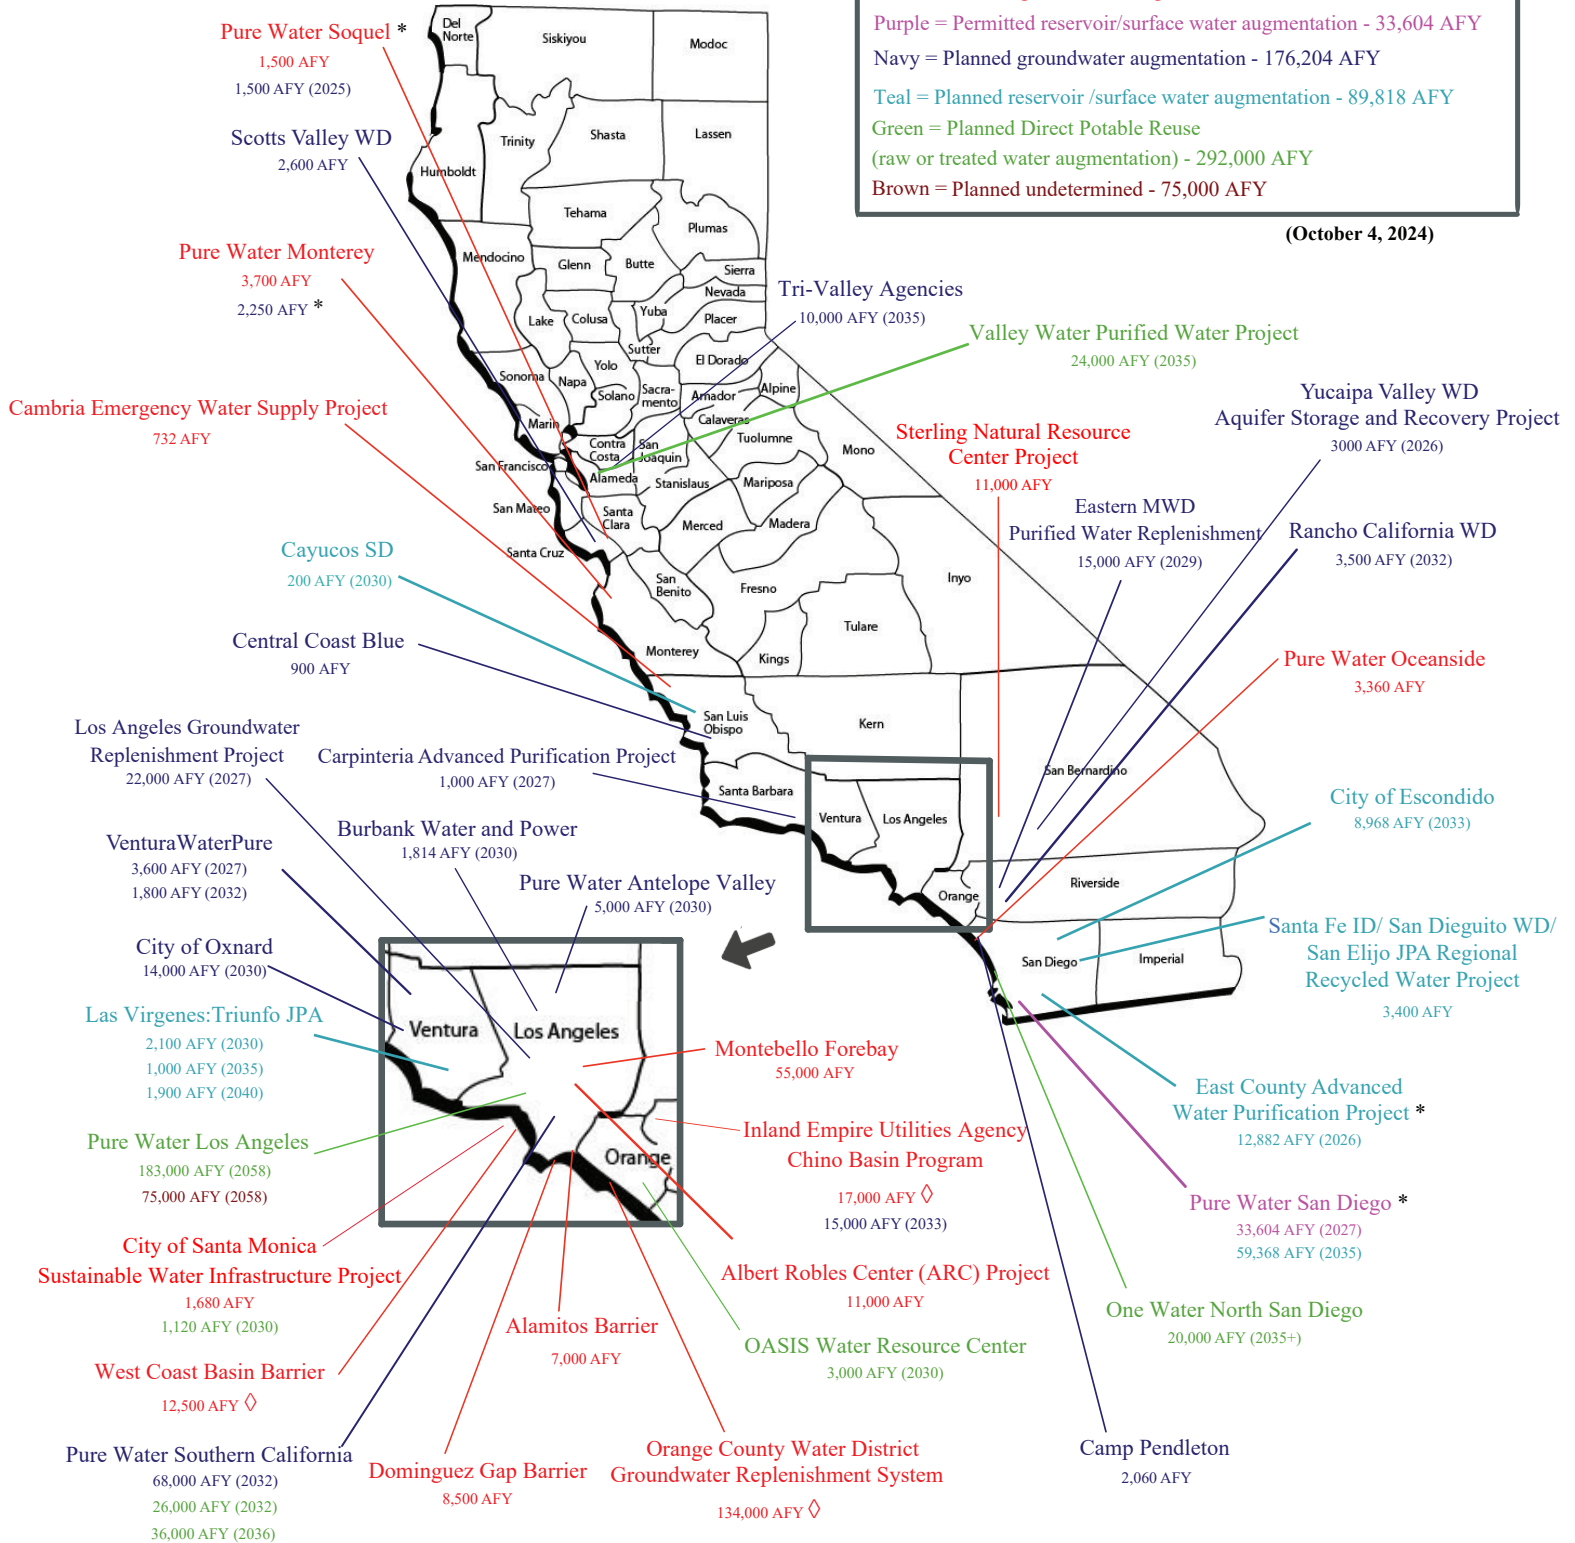 Purple = Permitted reservoir/surface water augmentation - 33,604 AFY
Navy = Planned groundwater augmentation - 176,204 AFY
Teal = Planned reservoir /surface water augmentation - 89,818 AFY
Green = Planned Direct Potable Reuse
(raw or treated water augmentation) - 292,000 AFY
Brown = Planned undetermined - 75,000 AFY
(October 4, 2024)
Pure Water Soquel *
1,500 AFY
1,500 AFY (2025)
Scotts Valley WD
2,600 AFY
Pure Water Monterey
3,700 AFY
2,250 AFY *
Cambria Emergency Water Supply Project
732 AFY
Cayucos SD
200 AFY (2030)
Central Coast Blue
900 AFY
Los Angeles Groundwater
Replenishment Project
22,000 AFY (2027)
Carpinteria Advanced Purification Project
1,000 AFY (2027)
VenturaWaterPure
3,600 AFY (2027)
1,800 AFY (2032)
Burbank Water and Power
1,814 AFY (2030)
Pure Water Antelope Valley
5,000 AFY (2030)
City of Oxnard
14,000 AFY (2030)
Las Virgenes:Triunfo JPA
2,100 AFY (2030)
1,000 AFY (2035)
1,900 AFY (2040)
Pure Water Los Angeles
183,000 AFY (2058)
75,000 AFY (2058)
City of Santa Monica
Sustainable Water Infrastructure Project
1,680 AFY
1,120 AFY (2030)
West Coast Basin Barrier
12,500 AFY ◊
Pure Water Southern California
68,000 AFY (2032)
26,000 AFY (2032)
36,000 AFY (2036)
Dominguez Gap Barrier
8,500 AFY
Alamitos Barrier
7,000 AFY
Orange County Water District
Groundwater Replenishment System
134,000 AFY ◊
OASIS Water Resource Center
3,000 AFY (2030)
Albert Robles Center (ARC) Project
11,000 AFY
Inland Empire Utilities Agency
Chino Basin Program
17,000 AFY ◊
15,000 AFY (2033)
Montebello Forebay
55,000 AFY
Tri-Valley Agencies
10,000 AFY (2035)
Valley Water Purified Water Project
24,000 AFY (2035)
Sterling Natural Resource
Center Project
11,000 AFY
Yucaipa Valley WD
Aquifer Storage and Recovery Project
3000 AFY (2026)
Eastern MWD
Purified Water Replenishment
15,000 AFY (2029)
Rancho California WD
3,500 AFY (2032)
Pure Water Oceanside
3,360 AFY
City of Escondido
8,968 AFY (2033)
Santa Fe ID/ San Dieguito WD/
San Elijo JPA Regional
Recycled Water Project
3,400 AFY
East County Advanced
Water Purification Project *
12,882 AFY (2026)
Pure Water San Diego *
33,604 AFY (2027)
59,368 AFY (2035)
One Water North San Diego
20,000 AFY (2035+)
Camp Pendleton
2,060 AFY
Del
Norte
Siskiyou
Modoc
Humboldt
Trinity
Shasta
Lassen
Tehama
Plumas
Mendocino
Glenn
Butte
Sierra
Nevada
Yuba
Placer
Lake
Colusa
Sutter
El Dorado
Sonoma
Napa
Yolo
Solano
Sacra-
mento
Amador
Alpine
Calaveras
Tuolumne
Mono
Marin
Contra
Costa
San
Joaquin
San Francisco
Alameda
Stanislaus
Mariposa
San Mateo
Santa
Clara
Merced
Madera
Santa Cruz
San
Benito
Fresno
Inyo
Tulare
Monterey
Kings
San Luis
Obispo
Kern
San Bernardino
Santa Barbara
Ventura
Los Angeles
Orange
Riverside
San Diego
Imperial
Ventura
Los Angeles
Orange